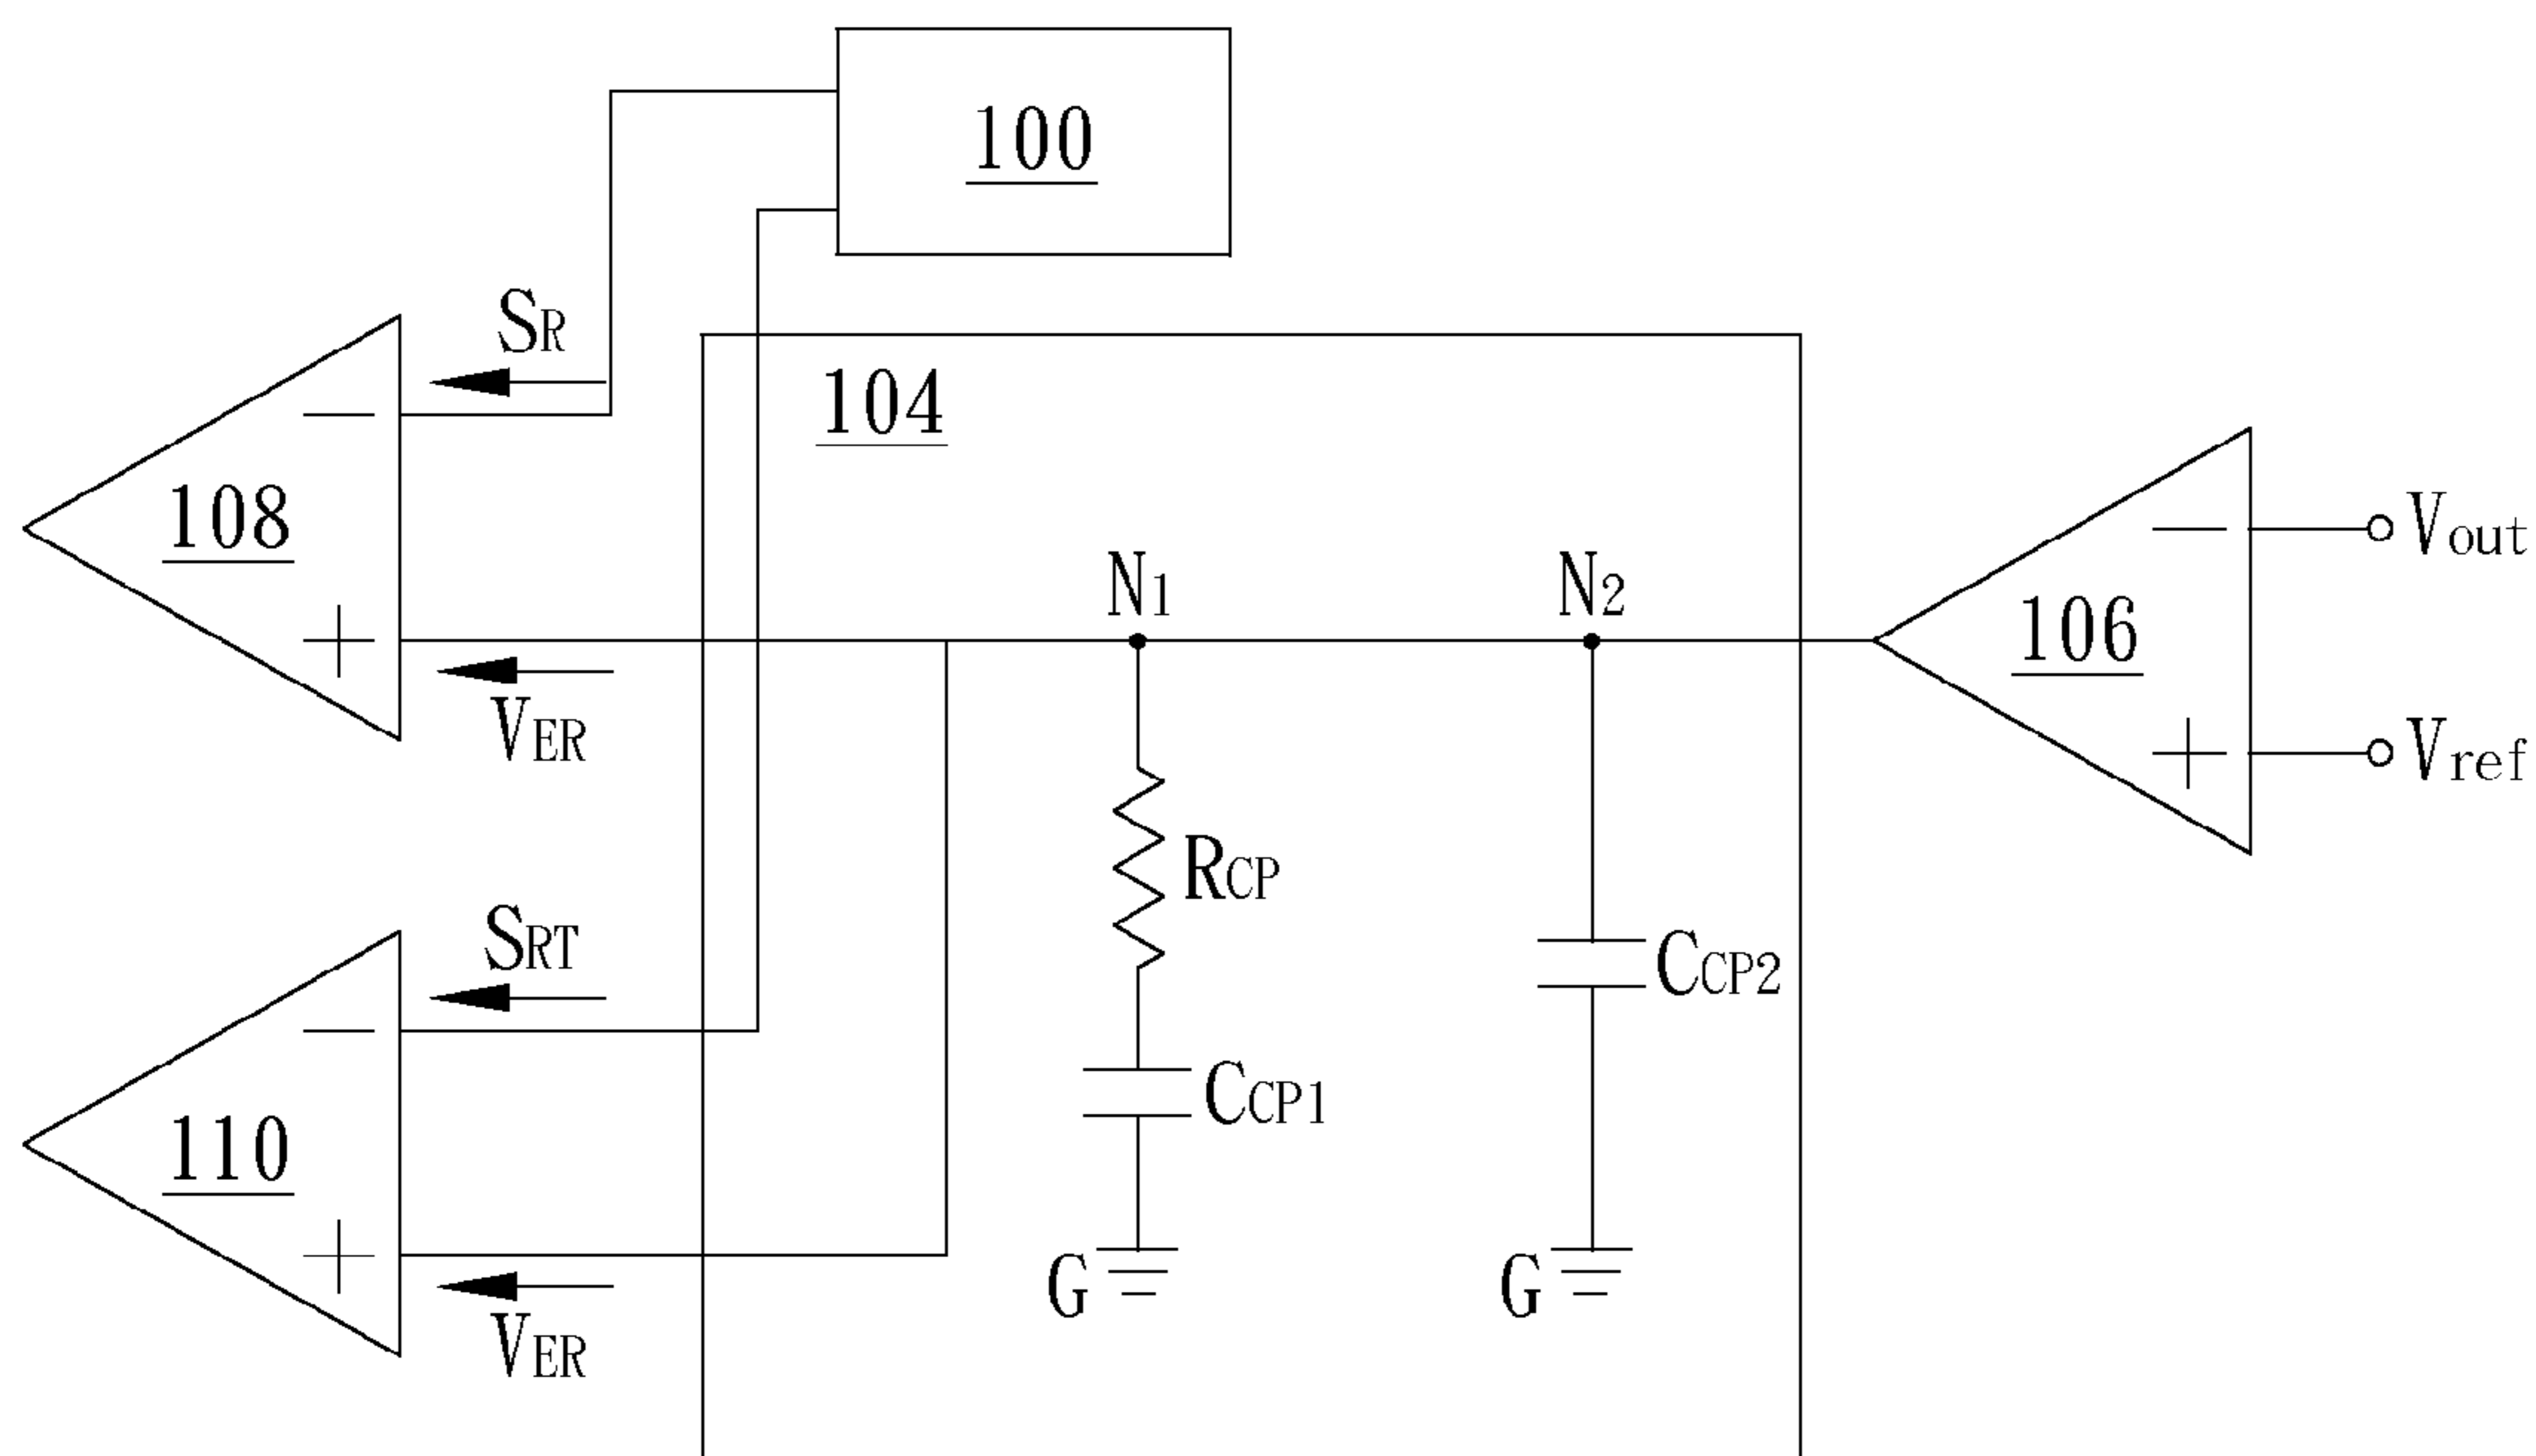 100
SR
104
108
Vout
N1
N2
106
VER
Vref
RCP
SRT
CCP2
CCP1
110
G
G
VER